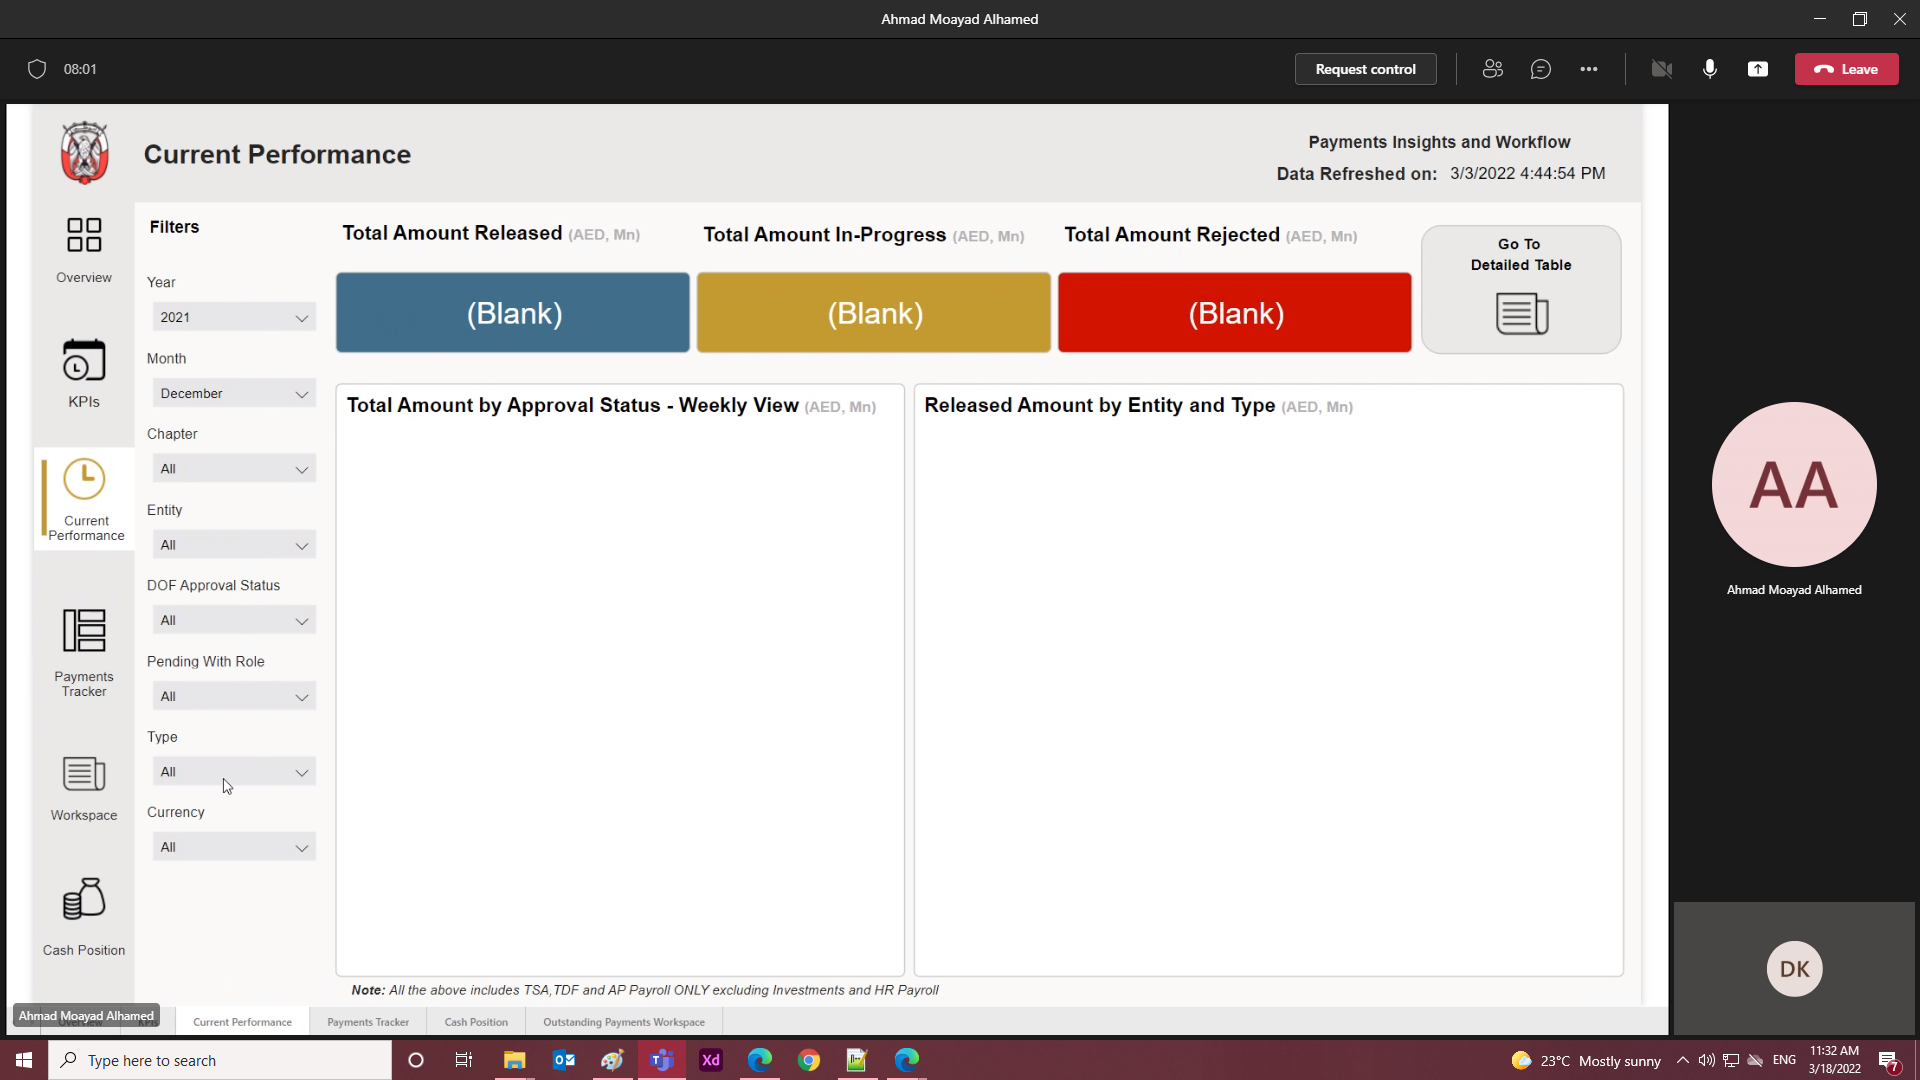 Ahmad Moayad Alhamed
08:01
Request control
Leave
Current Performance
Payments Insights and Workflow
Data Refreshed on: 3/3/2022 4:44:54 PM
Overview
KPIs
Current
Performance
Payments
Tracker
Workspace
Cash Position
Filters
Year
2021
Month
December
Chapter
All
Entity
All
DOF Approval Status
All
Pending With Role
All
Type
All
Currency
All
Total Amount Released (AED, Mn)
(Blank)
Total Amount In-Progress (AED, Mn)
(Blank)
Total Amount Rejected (AED, Mn)
(Blank)
Go To
Detailed Table
Total Amount by Approval Status - Weekly View (AED, Mn)
Released Amount by Entity and Type (AED, Mn)
Note: All the above includes TSA,TDF and AP Payroll ONLY excluding Investments and HR Payroll
AA
Ahmad Moayad Alhamed
DK
Ahmad Moayad Alhamed
Overview
KPIs
Current Performance
Payments Tracker
Cash Position
Outstanding Payments Workspace
Type here to search
Xd
23°C Mostly sunny
ENG
11:32 AM
3/18/2022
7